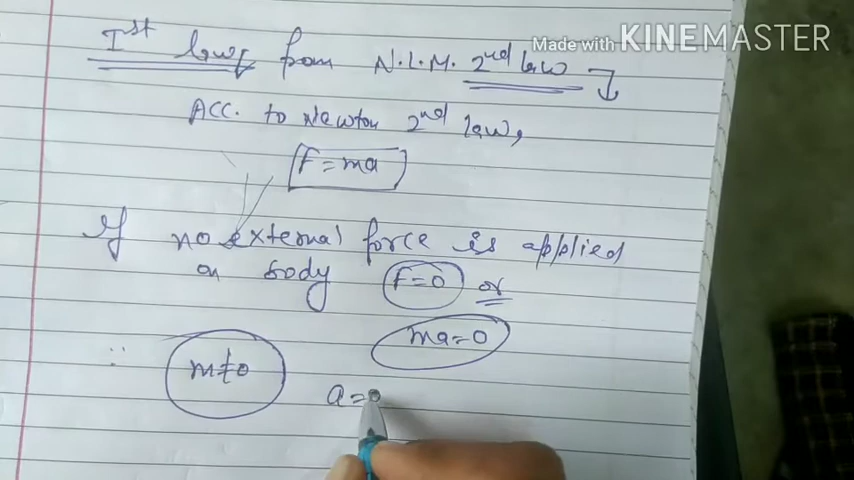 Made with KINEMASTER
Ist law from N.L.M. 2nd law
Acc. to Newton 2nd law,
F = ma
If no external force is applied
on body F=0 or
ma=0
∵ m≠0
a=0